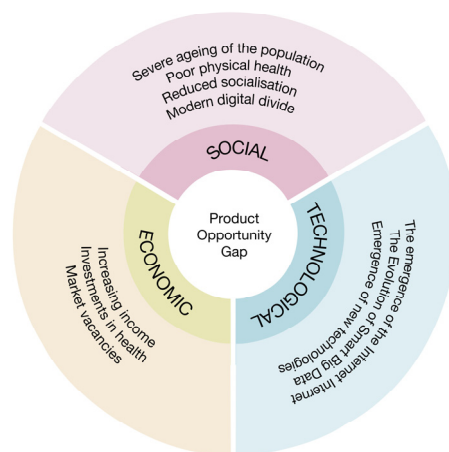 Severe ageing of the population
Poor physical health
Reduced socialisation
Modern digital divide
SOCIAL
Product
Opportunity
Gap
TECHNOLOGICAL
The emergence of the Internet Internet
The Evolution of Smart Big Data
Emergence of new technologies
ECONOMIC
Increasing income
Investments in health
Market vacancies